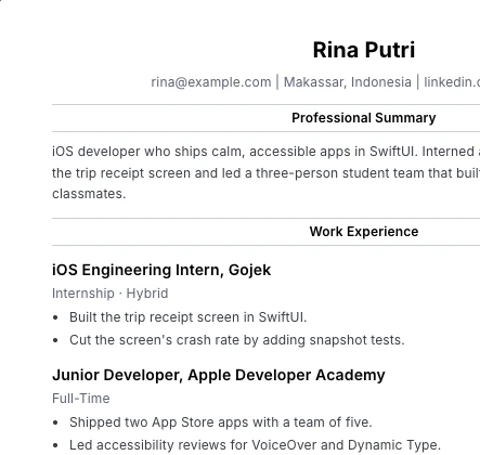 Rina Putri
rina@example.com | Makassar, Indonesia | linkedin.
Professional Summary
iOS developer who ships calm, accessible apps in SwiftUI. Interned
the trip receipt screen and led a three-person student team that
classmates.
Work Experience
iOS Engineering Intern, Gojek
Internship · Hybrid
• Built the trip receipt screen in SwiftUI.
• Cut the screen's crash rate by adding snapshot tests.
Junior Developer, Apple Developer Academy
Full-Time
• Shipped two App Store apps with a team of five.
• Led accessibility reviews for VoiceOver and Dynamic Type.